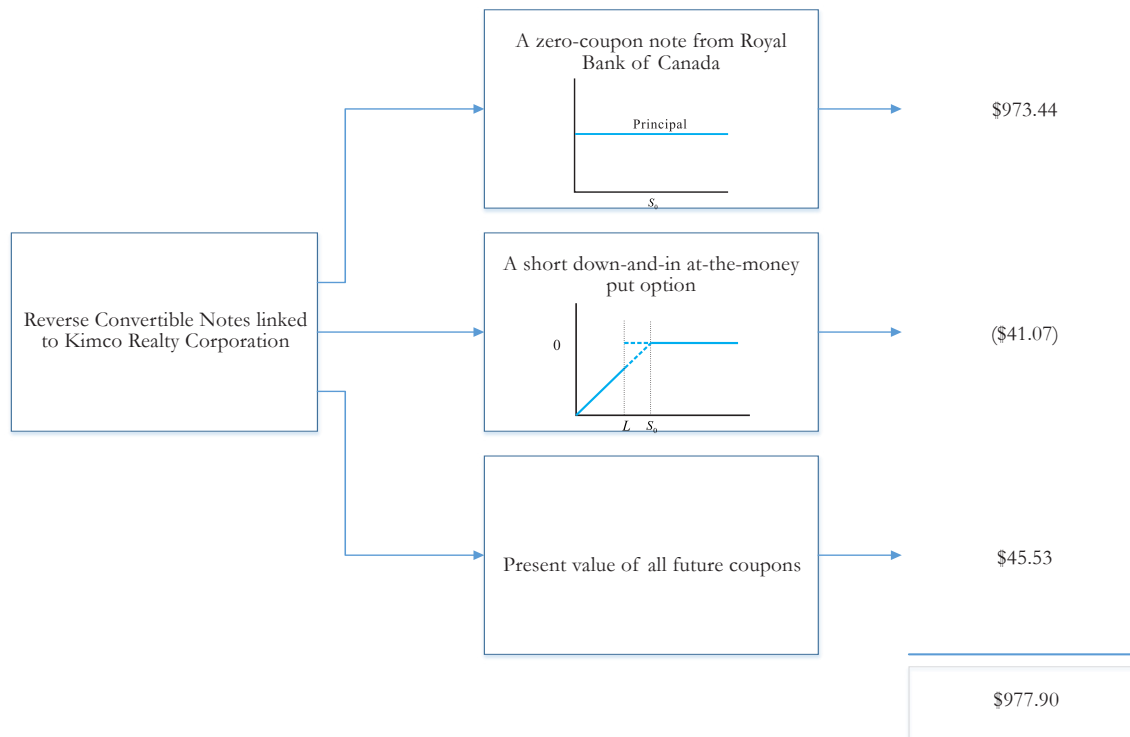 A zero-coupon note from Royal
Bank of Canada
Principal
S₀
$973.44
Reverse Convertible Notes linked
to Kimco Realty Corporation
A short down-and-in at-the-money
put option
0
L S₀
($41.07)
Present value of all future coupons
$45.53
$977.90